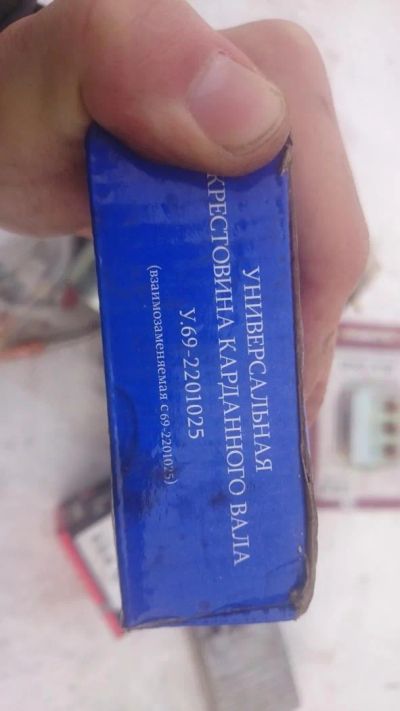 УНИВЕРСАЛЬНАЯ
КРЕСТОВИНА КАРДАННОГО ВАЛА
У.69-2201025
(взаимозаменяемая с 69-2201025)